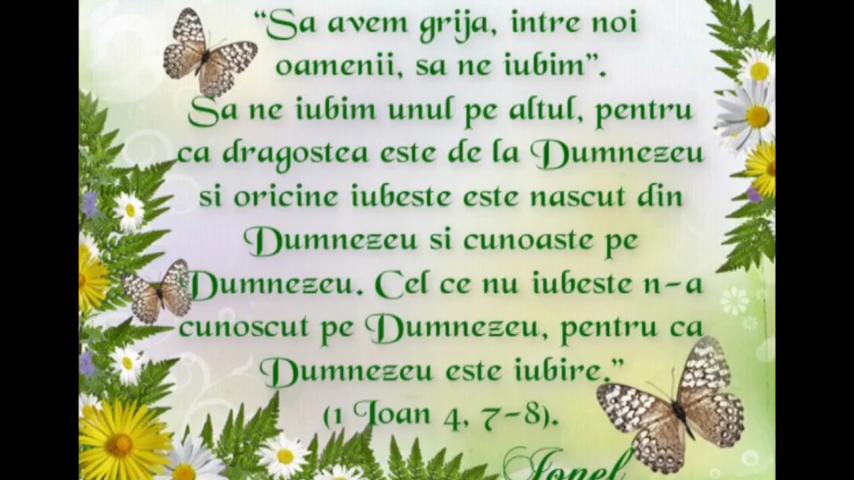 “Sa avem grija, intre noi
oamenii, sa ne iubim”.
Sa ne iubim unul pe altul, pentru
ca dragostea este de la Dumnezeu
si oricine iubeste este nascut din
Dumnezeu si cunoaste pe
Dumnezeu. Cel ce nu iubeste n-a
cunoscut pe Dumnezeu, pentru ca
Dumnezeu este iubire.”
(1 Ioan 4, 7-8).
Ionel